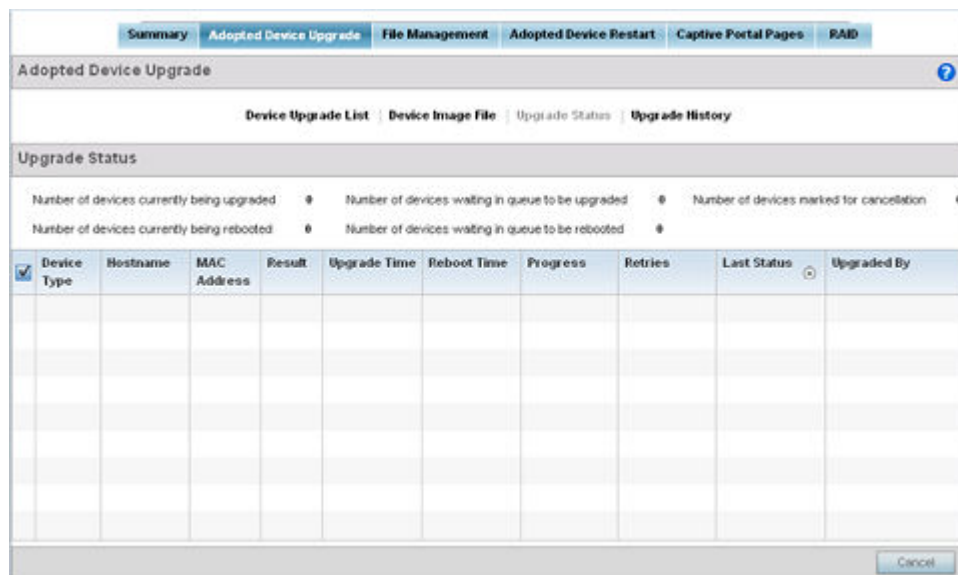 Summary Adopted Device Upgrade File Management Adopted Device Restart Captive Portal Pages RAID
Adopted Device Upgrade ?
Device Upgrade List | Device Image File | Upgrade Status | Upgrade History
Upgrade Status
Number of devices currently being upgraded 0 Number of devices waiting in queue to be upgraded 0 Number of devices marked for cancellation
Number of devices currently being rebooted 0 Number of devices waiting in queue to be rebooted 0
Device Type Hostname MAC Address Result Upgrade Time Reboot Time Progress Retries Last Status Upgraded By
Cancel